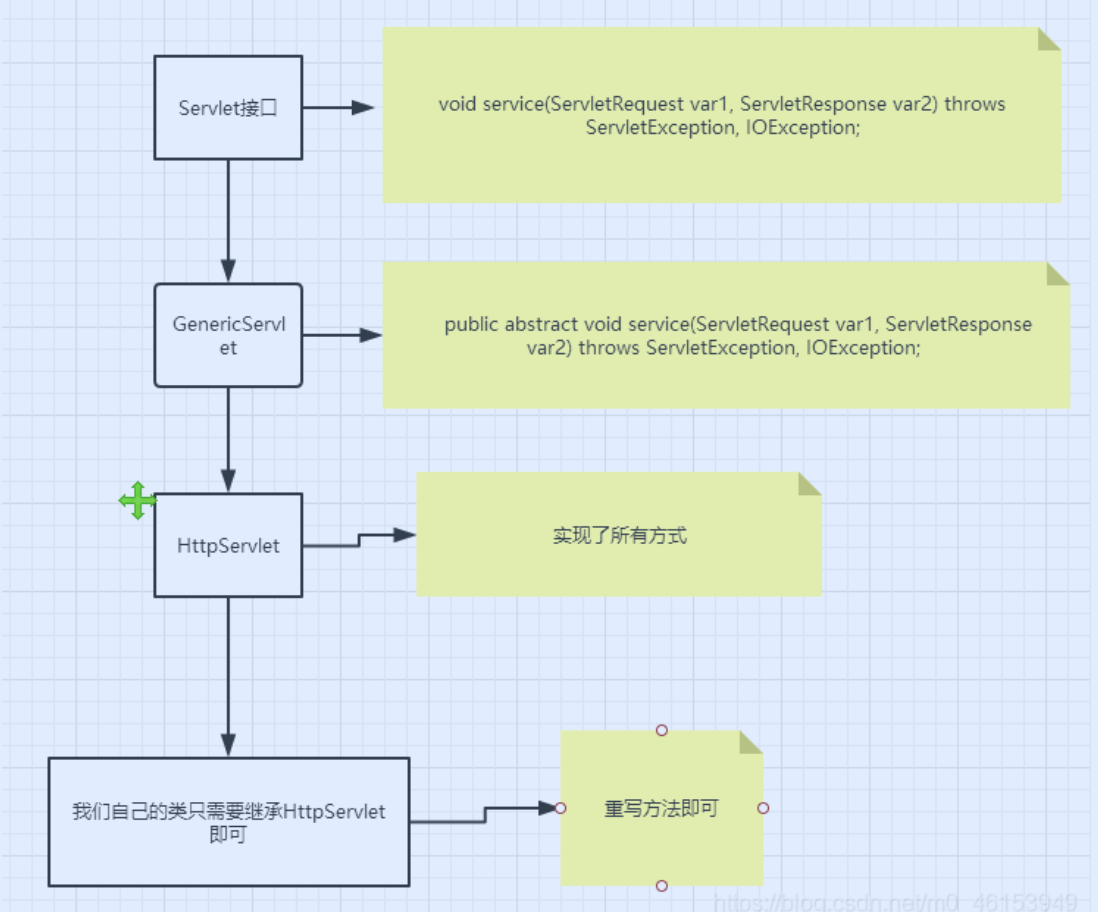 Servlet接口
void service(ServletRequest var1, ServletResponse var2) throws
ServletException, IOException;
GenericServl
et
public abstract void service(ServletRequest var1, ServletResponse
var2) throws ServletException, IOException;
HttpServlet
实现了所有方式
我们自己的类只需要继承HttpServlet
即可
重写方法即可
https://blog.csdn.net/m0_46153949